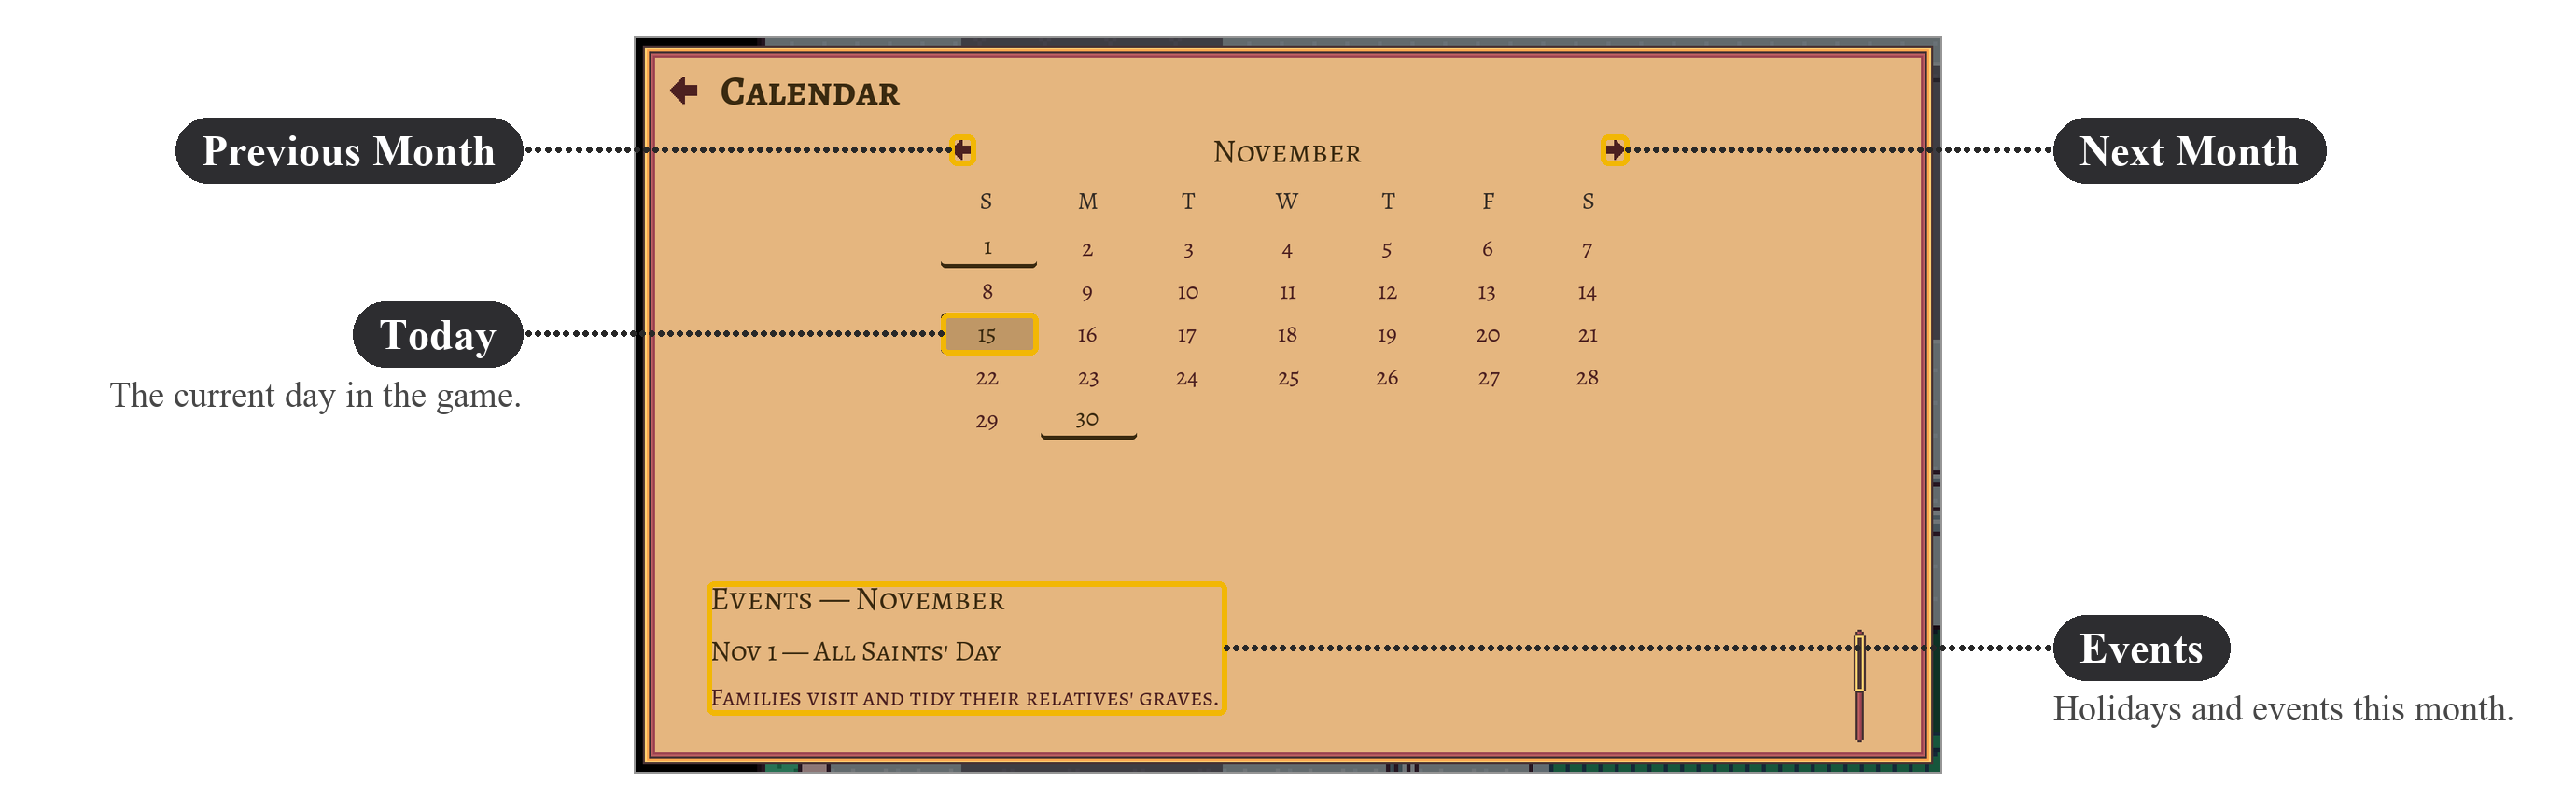 Calendar
Previous Month
November
Next Month
S M T W T F S
1 2 3 4 5 6 7
8 9 10 11 12 13 14
Today
15 16 17 18 19 20 21
The current day in the game.
22 23 24 25 26 27 28
29 30
Events — November
Nov 1 — All Saints' Day
Families visit and tidy their relatives' graves.
Events
Holidays and events this month.